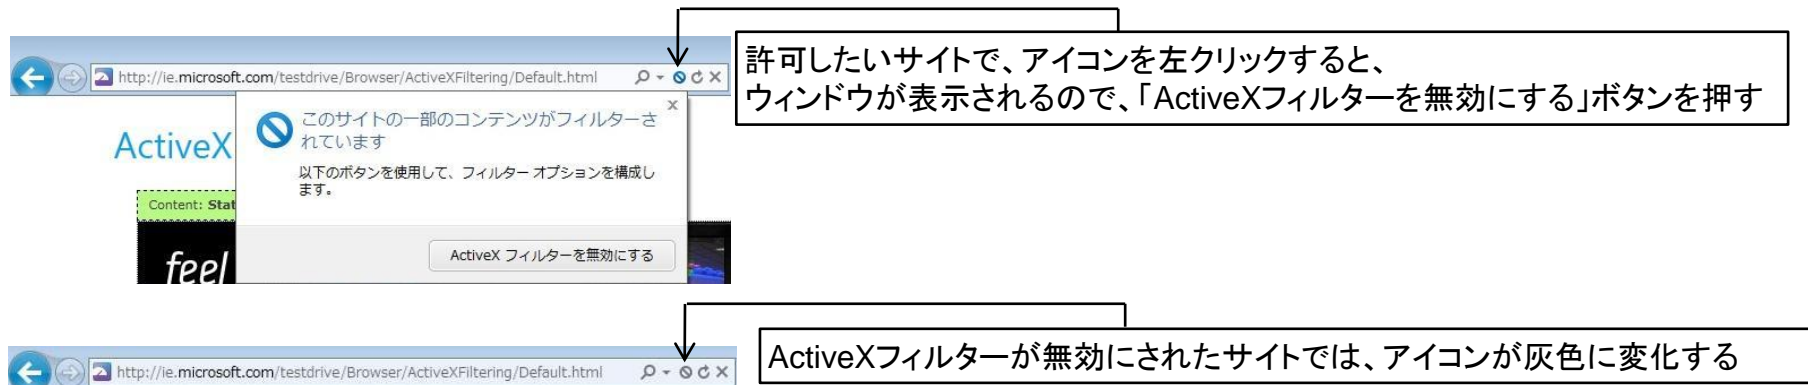 許可したいサイトで、アイコンを左クリックすると、
ウィンドウが表示されるので、「ActiveXフィルターを無効にする」ボタンを押す
http://ie.microsoft.com/testdrive/Browser/ActiveXFiltering/Default.html
このサイトの一部のコンテンツがフィルターさ
れています
ActiveX
以下のボタンを使用して、フィルター オプションを構成し
ます。
Content: Stat
feel
ActiveX フィルターを無効にする
ActiveXフィルターが無効にされたサイトでは、アイコンが灰色に変化する
http://ie.microsoft.com/testdrive/Browser/ActiveXFiltering/Default.html